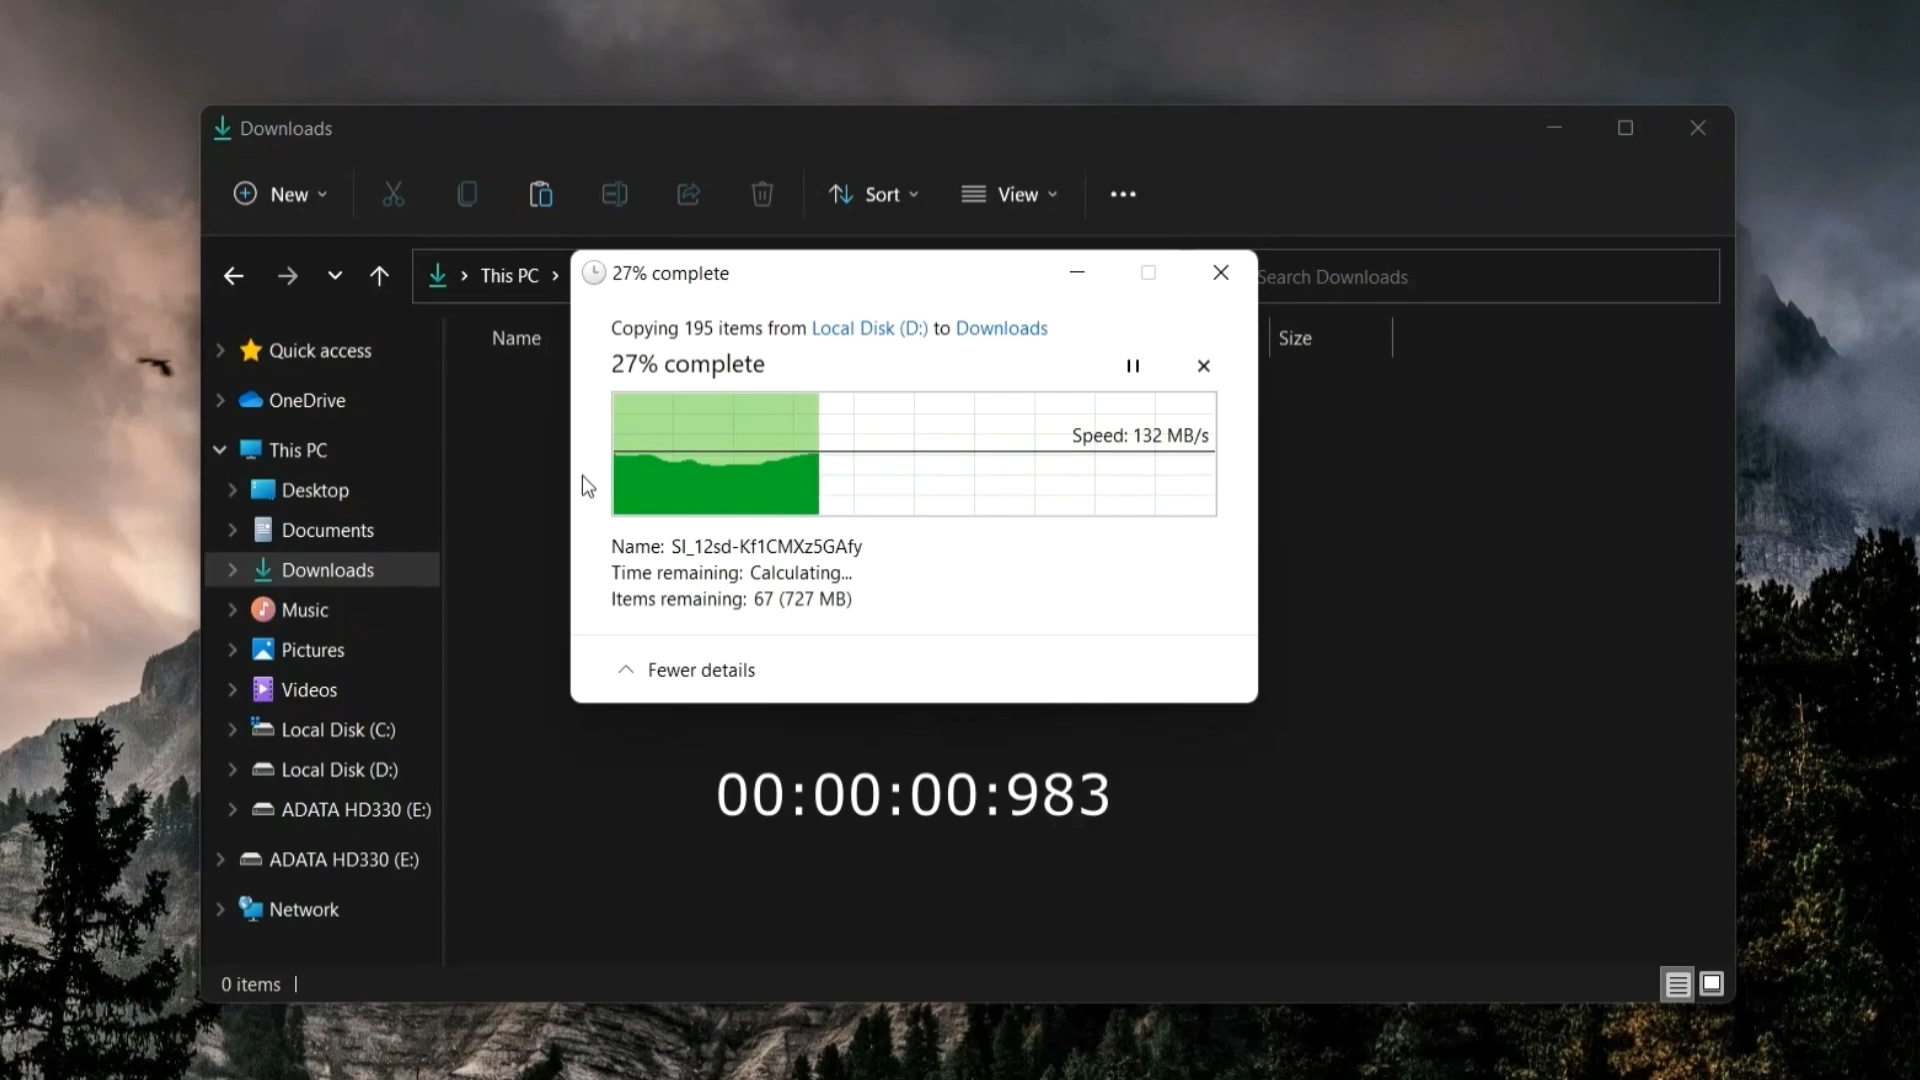 Downloads
New
Sort
View
This PC
Search Downloads
27% complete
Copying 195 items from Local Disk (D:) to Downloads
27% complete
Speed: 132 MB/s
Name: SI_12sd-Kf1CMXz5GAfy
Time remaining: Calculating...
Items remaining: 67 (727 MB)
Fewer details
Name
Size
Quick access
OneDrive
This PC
Desktop
Documents
Downloads
Music
Pictures
Videos
Local Disk (C:)
Local Disk (D:)
ADATA HD330 (E:)
ADATA HD330 (E:)
Network
00:00:00:983
0 items